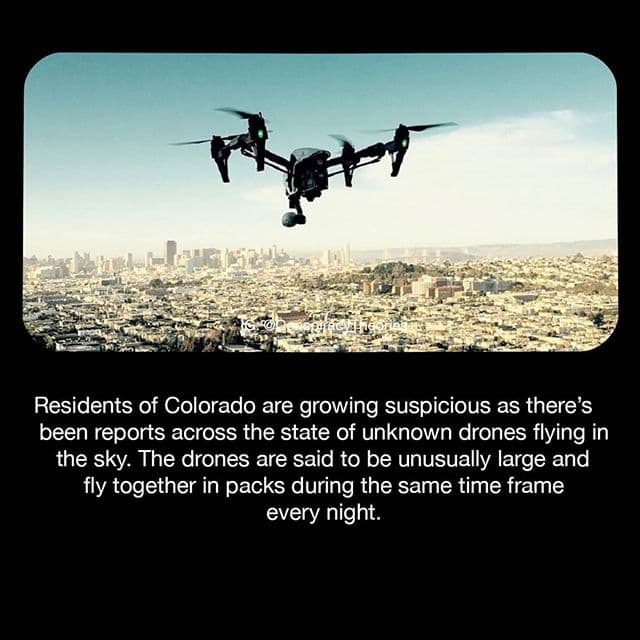 IG: @ConspiracyTheories
Residents of Colorado are growing suspicious as there’s
been reports across the state of unknown drones flying in
the sky. The drones are said to be unusually large and
fly together in packs during the same time frame
every night.